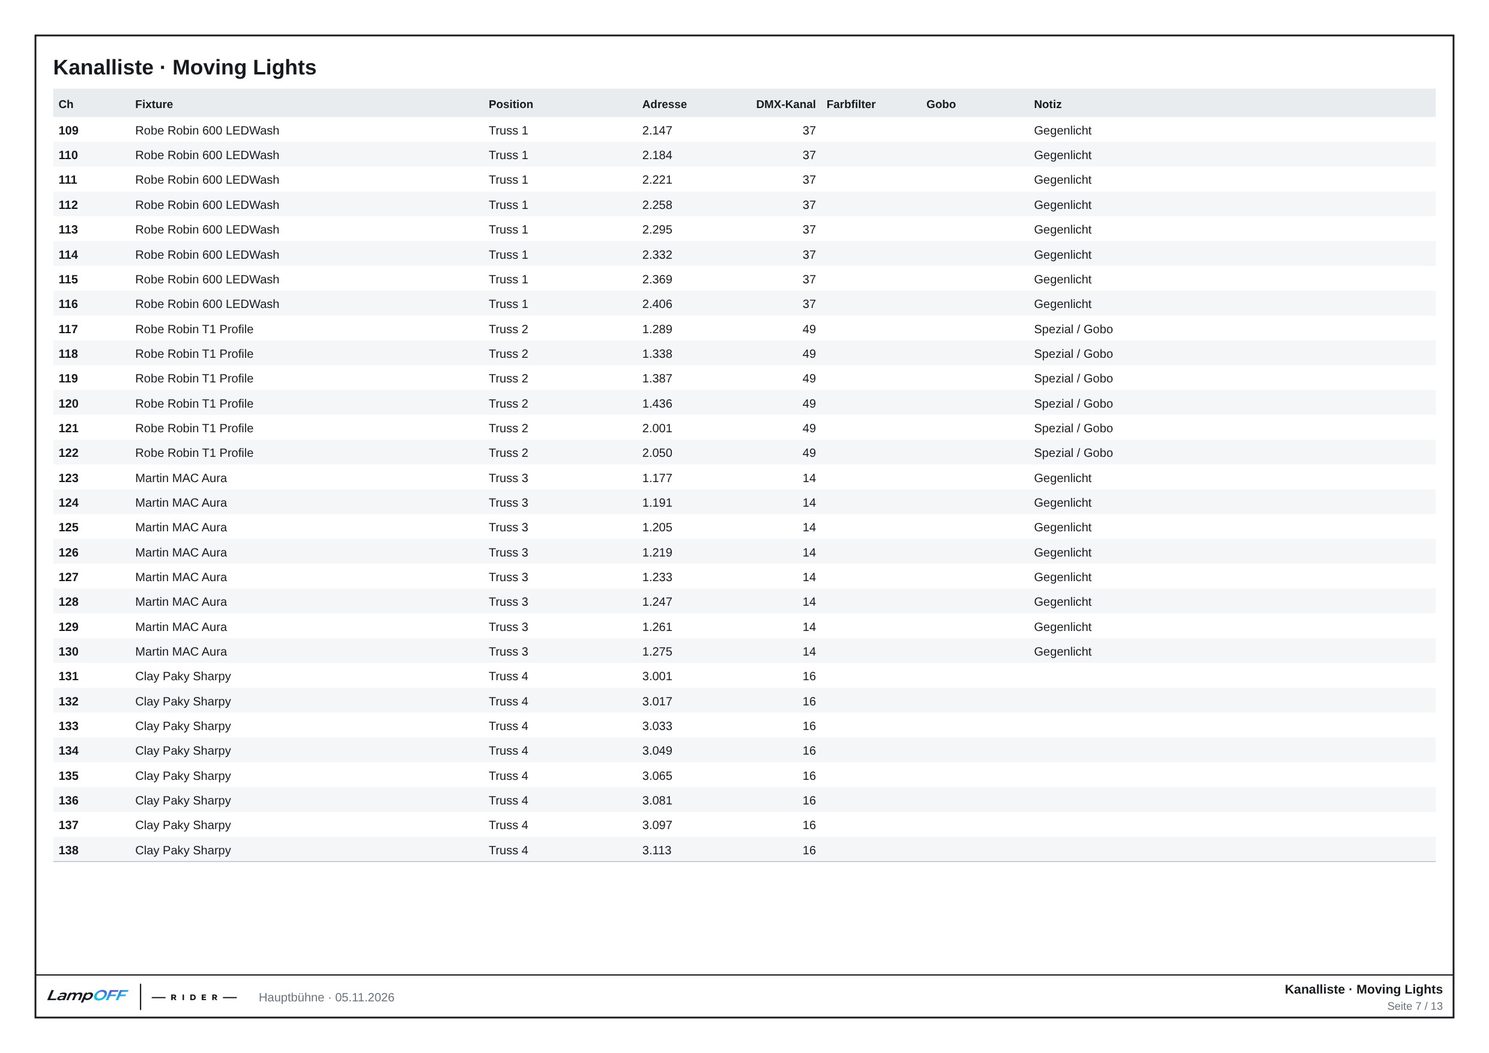 Kanalliste · Moving Lights
Ch Fixture Position Adresse DMX-Kanal Farbfilter Gobo Notiz
109 Robe Robin 600 LEDWash Truss 1 2.147 37 Gegenlicht
110 Robe Robin 600 LEDWash Truss 1 2.184 37 Gegenlicht
111 Robe Robin 600 LEDWash Truss 1 2.221 37 Gegenlicht
112 Robe Robin 600 LEDWash Truss 1 2.258 37 Gegenlicht
113 Robe Robin 600 LEDWash Truss 1 2.295 37 Gegenlicht
114 Robe Robin 600 LEDWash Truss 1 2.332 37 Gegenlicht
115 Robe Robin 600 LEDWash Truss 1 2.369 37 Gegenlicht
116 Robe Robin 600 LEDWash Truss 1 2.406 37 Gegenlicht
117 Robe Robin T1 Profile Truss 2 1.289 49 Spezial / Gobo
118 Robe Robin T1 Profile Truss 2 1.338 49 Spezial / Gobo
119 Robe Robin T1 Profile Truss 2 1.387 49 Spezial / Gobo
120 Robe Robin T1 Profile Truss 2 1.436 49 Spezial / Gobo
121 Robe Robin T1 Profile Truss 2 2.001 49 Spezial / Gobo
122 Robe Robin T1 Profile Truss 2 2.050 49 Spezial / Gobo
123 Martin MAC Aura Truss 3 1.177 14 Gegenlicht
124 Martin MAC Aura Truss 3 1.191 14 Gegenlicht
125 Martin MAC Aura Truss 3 1.205 14 Gegenlicht
126 Martin MAC Aura Truss 3 1.219 14 Gegenlicht
127 Martin MAC Aura Truss 3 1.233 14 Gegenlicht
128 Martin MAC Aura Truss 3 1.247 14 Gegenlicht
129 Martin MAC Aura Truss 3 1.261 14 Gegenlicht
130 Martin MAC Aura Truss 3 1.275 14 Gegenlicht
131 Clay Paky Sharpy Truss 4 3.001 16
132 Clay Paky Sharpy Truss 4 3.017 16
133 Clay Paky Sharpy Truss 4 3.033 16
134 Clay Paky Sharpy Truss 4 3.049 16
135 Clay Paky Sharpy Truss 4 3.065 16
136 Clay Paky Sharpy Truss 4 3.081 16
137 Clay Paky Sharpy Truss 4 3.097 16
138 Clay Paky Sharpy Truss 4 3.113 16
LampOFF RIDER Hauptbühne · 05.11.2026
Kanalliste · Moving Lights
Seite 7 / 13